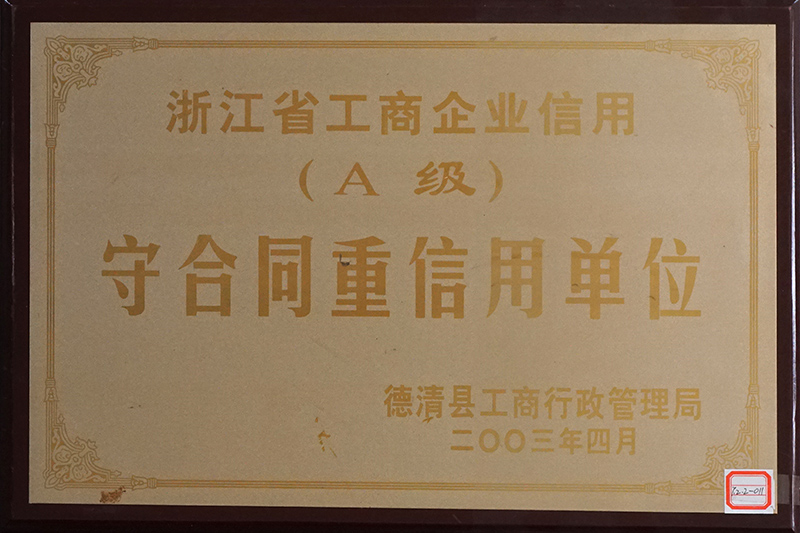 浙江省工商企业信用
(A 级)
守合同重信用单位
德清县工商行政管理局
二〇〇三年四月